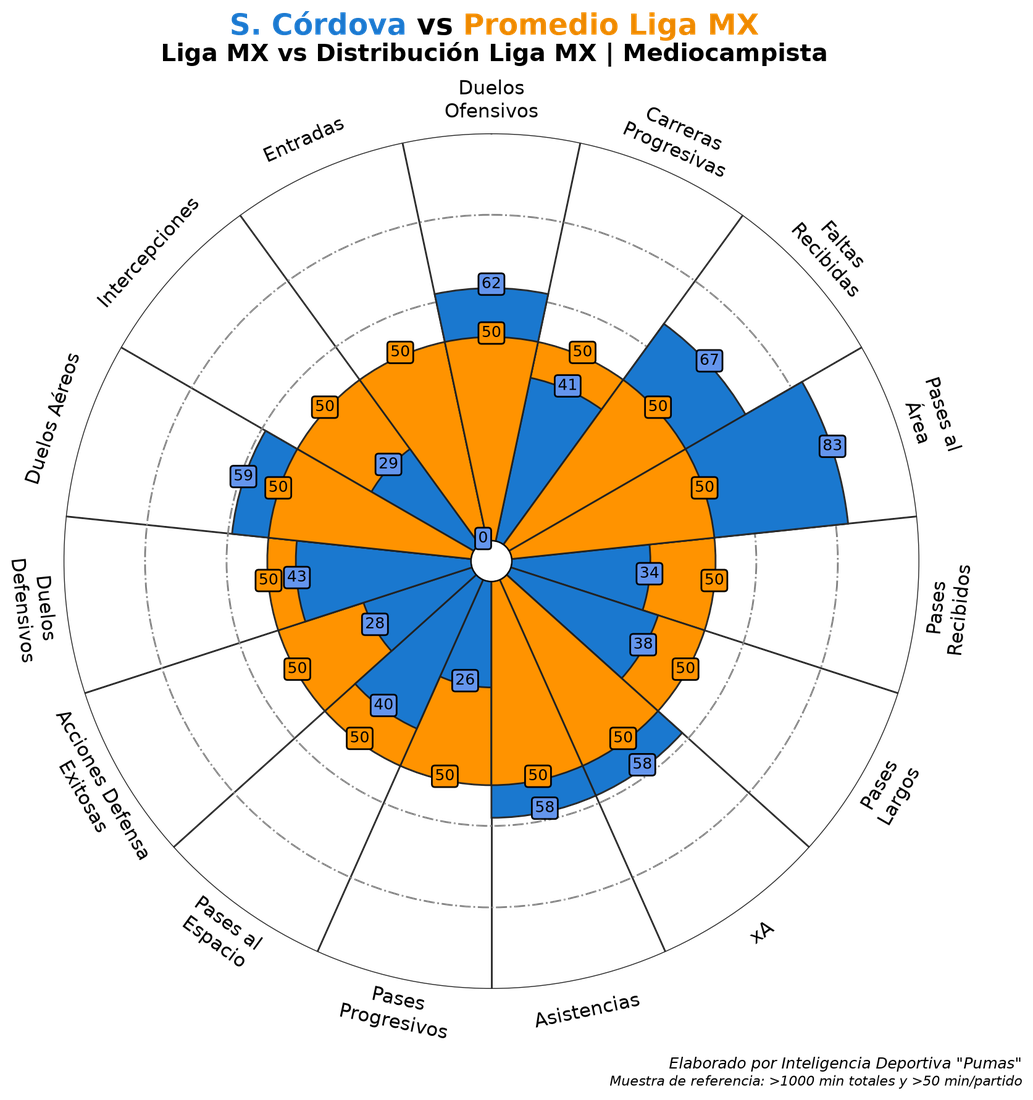 S. Córdova vs Promedio Liga MX
Liga MX vs Distribución Liga MX | Mediocampista
Duelos
Ofensivos
62
50
Carreras
Progresivas
50
41
Faltas
Recibidas
67
50
Pases al
Área
83
50
Pases
Recibidos
34
50
Pases
Largos
38
50
xA
50
58
Asistencias
50
58
Pases
Progresivos
26
50
Pases al
Espacio
40
50
Acciones Defensa
Exitosas
28
50
Duelos
Defensivos
43
50
Duelos Aéreos
59
50
Intercepciones
50
29
Entradas
50
0
Elaborado por Inteligencia Deportiva "Pumas"
Muestra de referencia: >1000 min totales y >50 min/partido